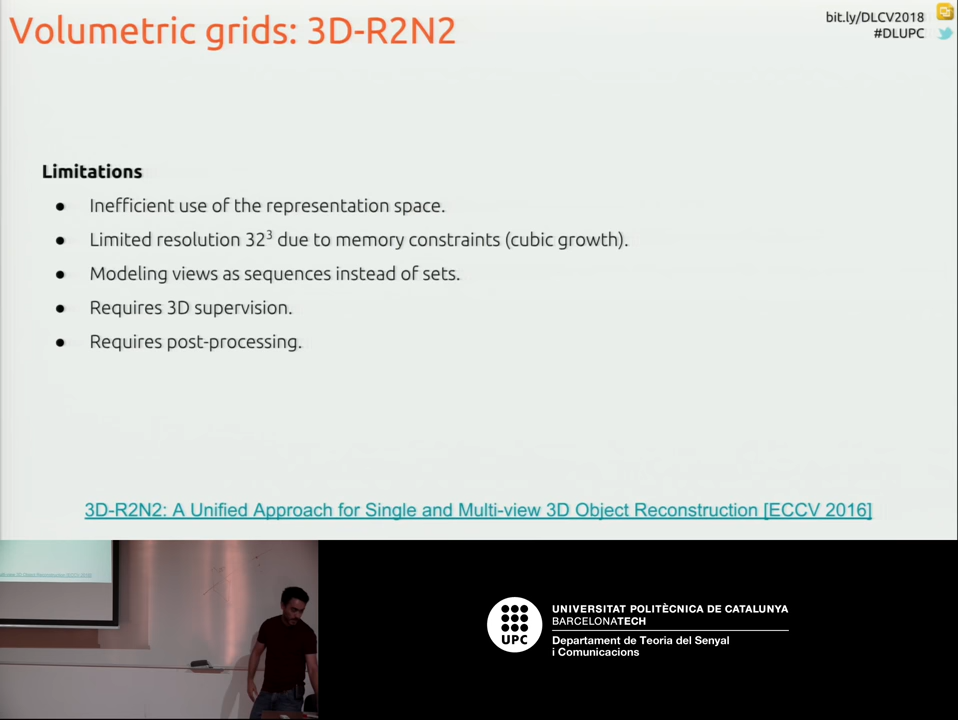 Volumetric grids: 3D-R2N2
bit.ly/DLCV2018
#DLUPC
Limitations
● Inefficient use of the representation space.
● Limited resolution 32³ due to memory constraints (cubic growth).
● Modeling views as sequences instead of sets.
● Requires 3D supervision.
● Requires post-processing.
3D-R2N2: A Unified Approach for Single and Multi-view 3D Object Reconstruction [ECCV 2016]
UPC
UNIVERSITAT POLITÈCNICA DE CATALUNYA
BARCELONATECH
Departament de Teoria del Senyal
i Comunicacions